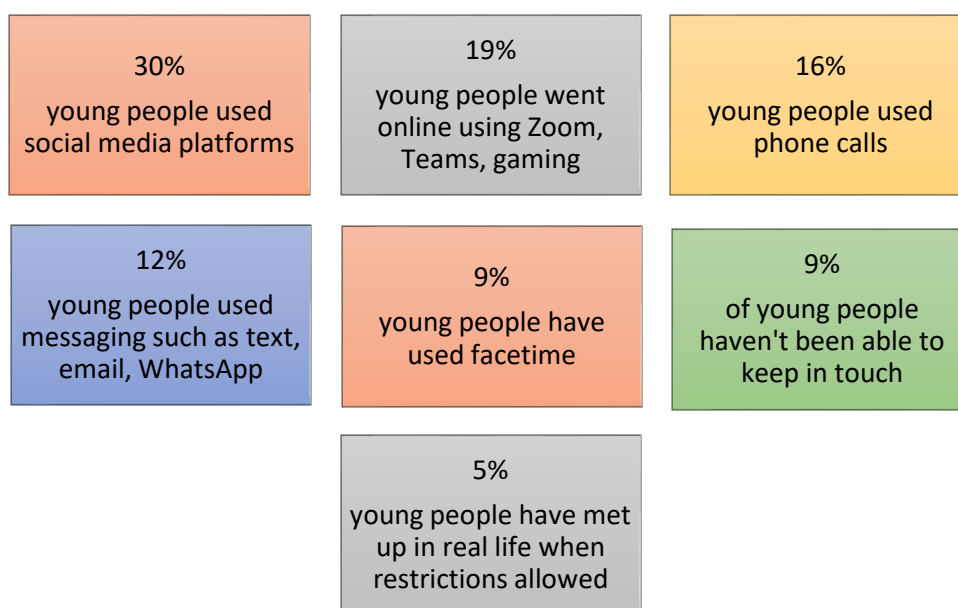 30%
young people used
social media platforms
19%
young people went
online using Zoom,
Teams, gaming
16%
young people used
phone calls
12%
young people used
messaging such as text,
email, WhatsApp
9%
young people have
used facetime
9%
of young people
haven't been able to
keep in touch
5%
young people have met
up in real life when
restrictions allowed